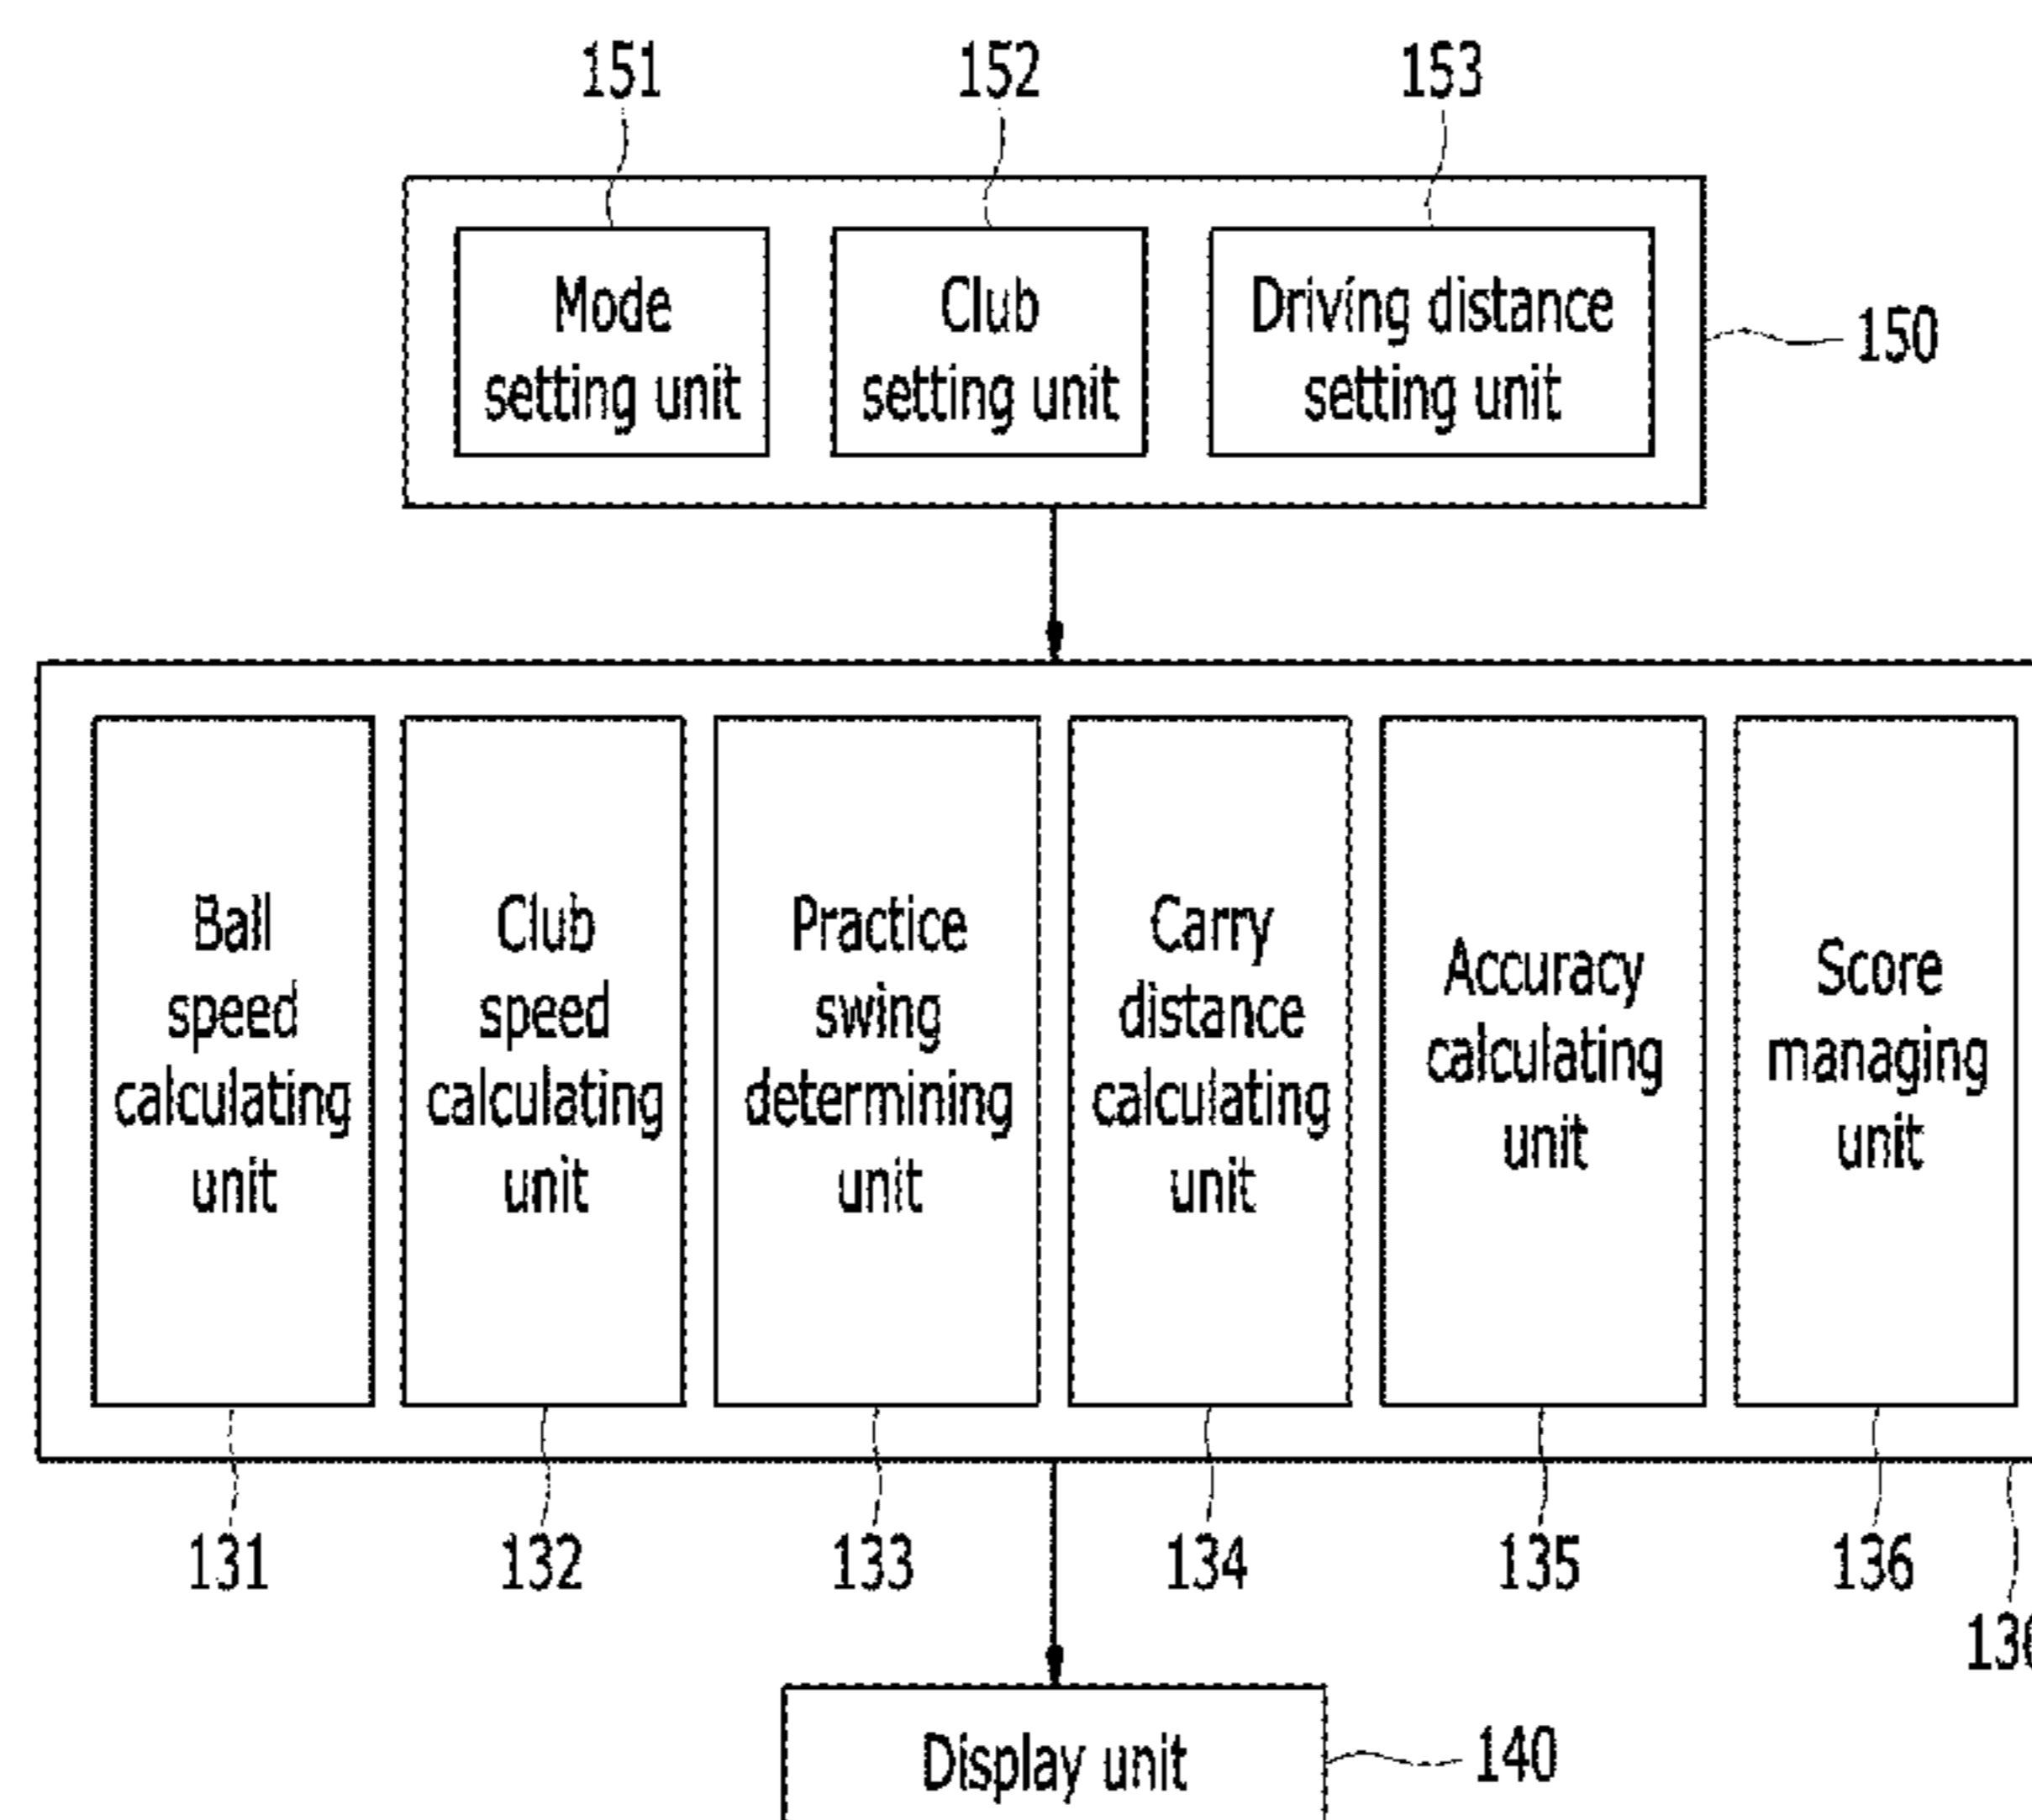 151
152
153
Mode
setting unit
Club
setting unit
Driving distance
setting unit
150
Ball
speed
calculating
unit
Club
speed
calculating
unit
Practice
swing
determining
unit
Carry
distance
calculating
unit
Accuracy
calculating
unit
Score
managing
unit
131
132
133
134
135
136
Display unit
140